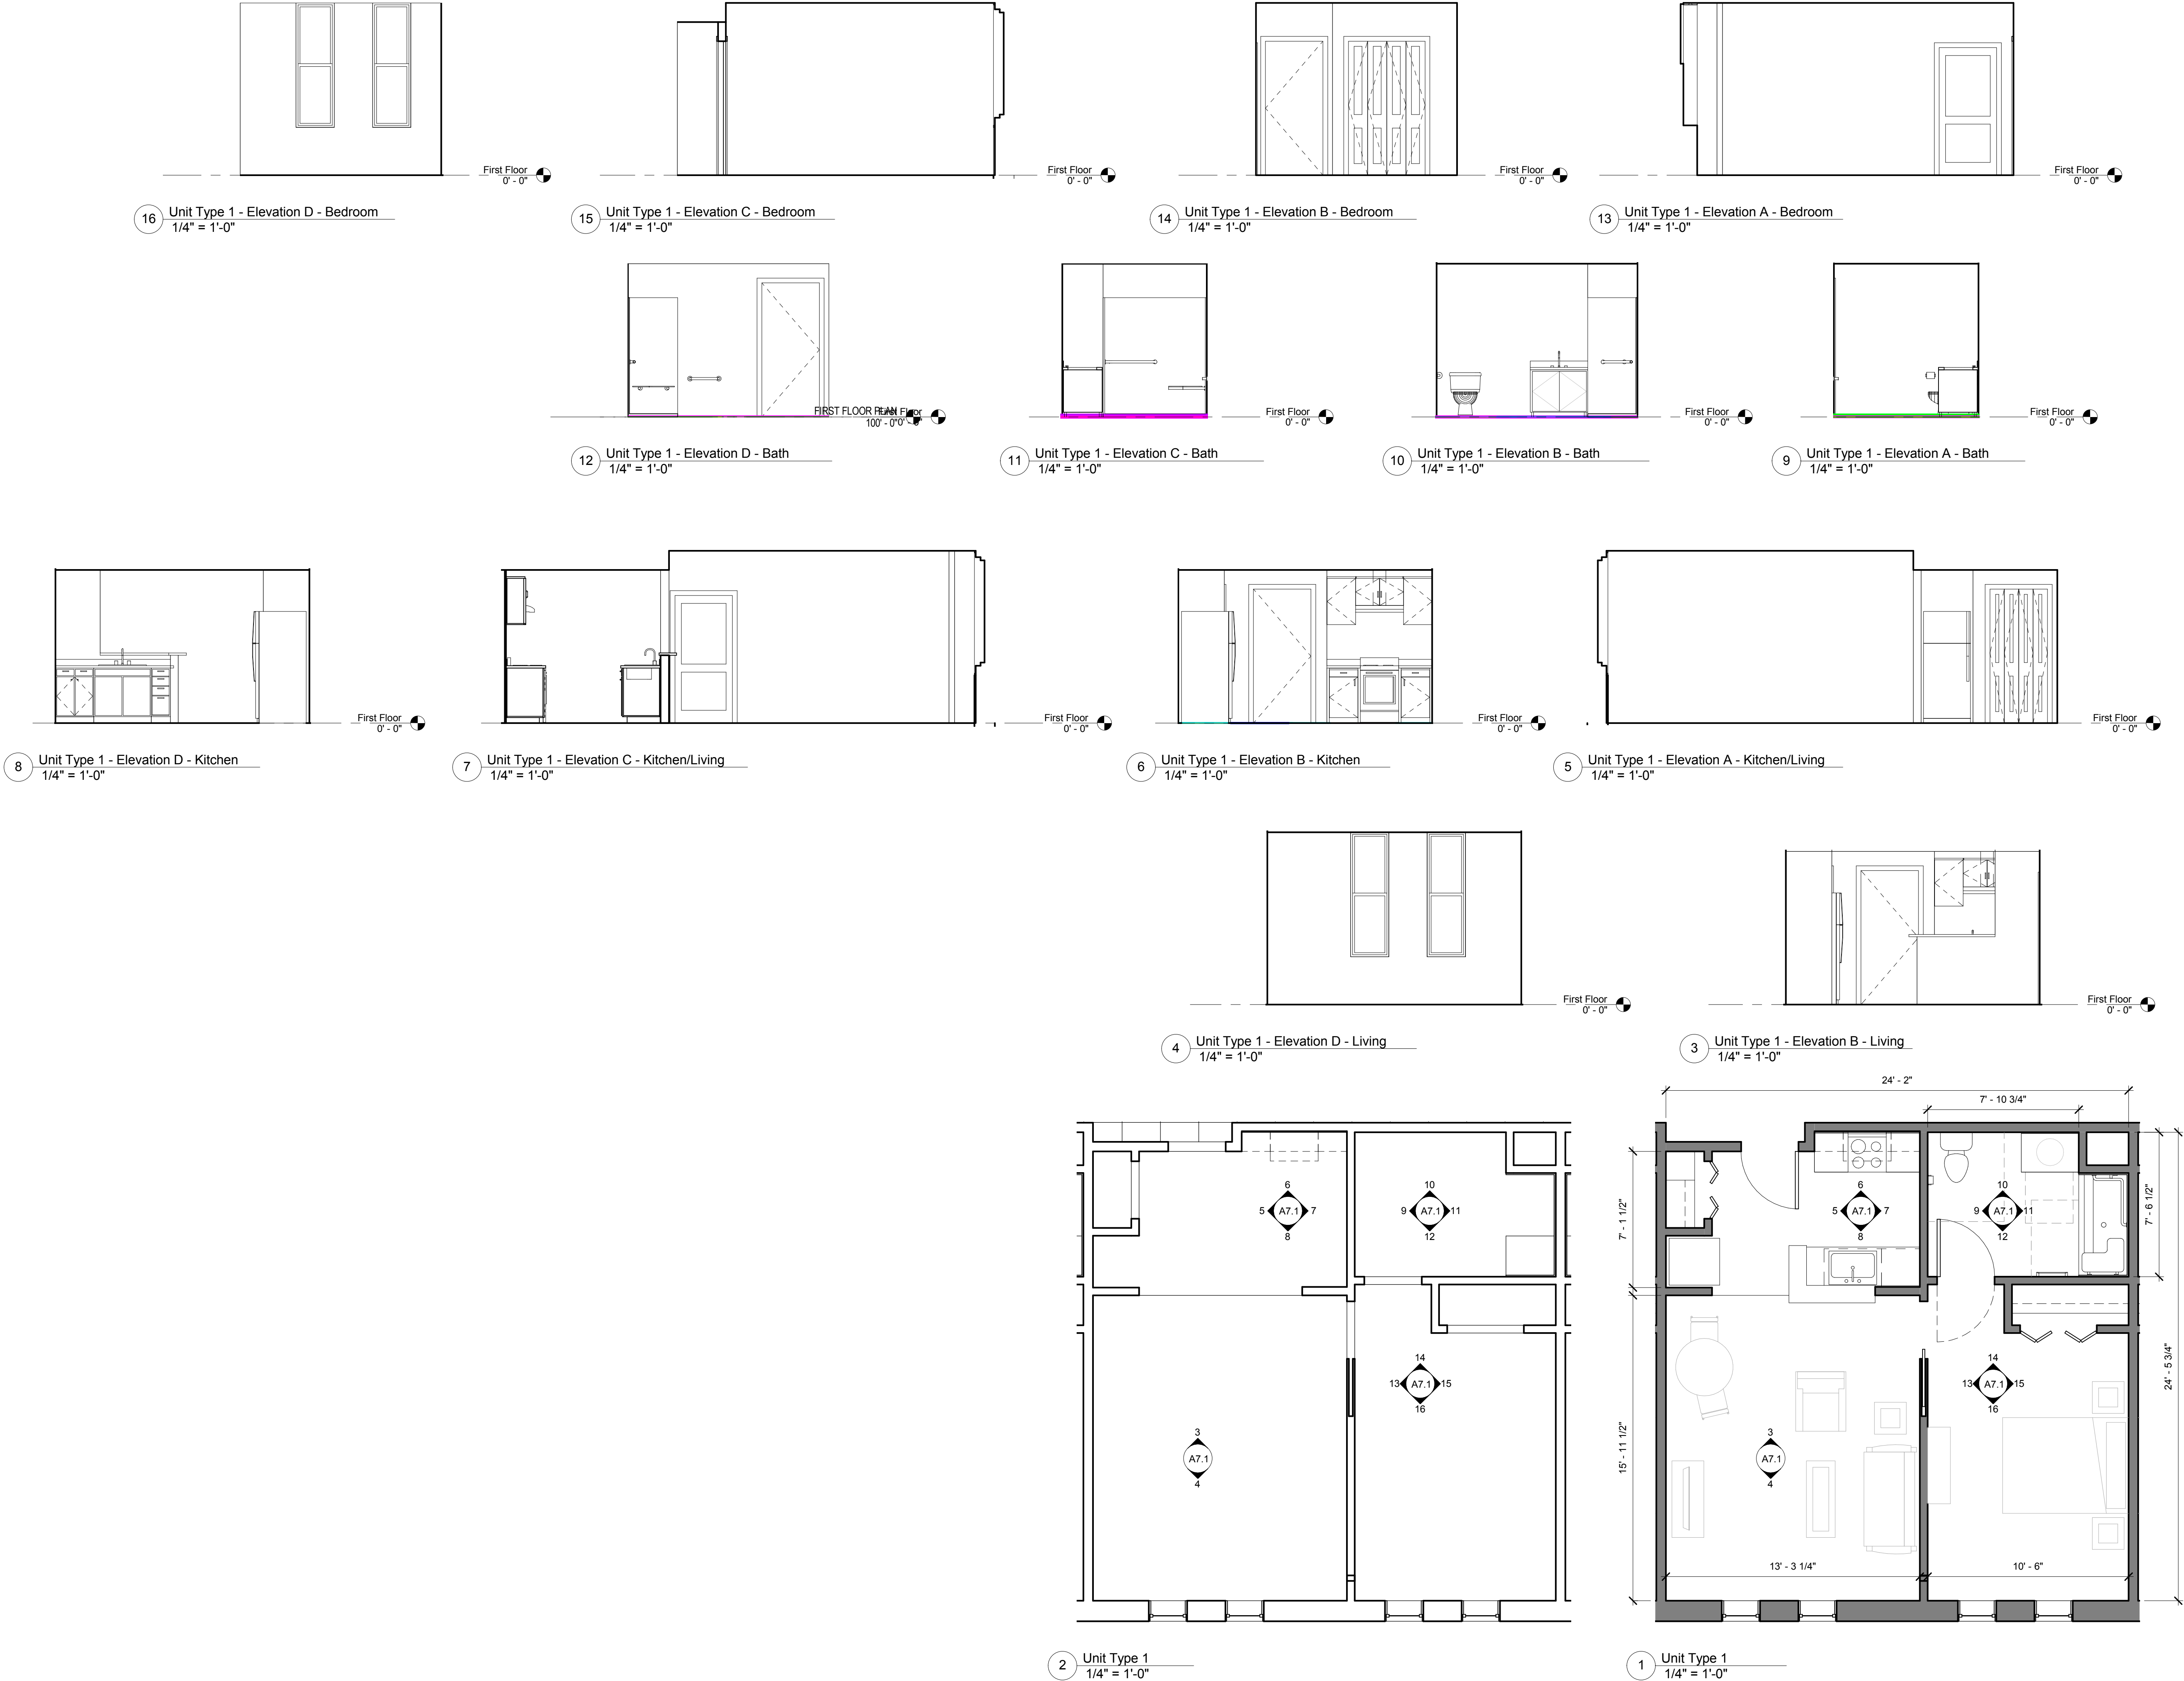 First Floor
0' - 0"
First Floor
0' - 0"
First Floor
0' - 0"
First Floor
0' - 0"
16 Unit Type 1 - Elevation D - Bedroom
1/4" = 1'-0"
15 Unit Type 1 - Elevation C - Bedroom
1/4" = 1'-0"
14 Unit Type 1 - Elevation B - Bedroom
1/4" = 1'-0"
13 Unit Type 1 - Elevation A - Bedroom
1/4" = 1'-0"
FIRST FLOOR PLAN First Floor
100' - 0" 0' - 0"
First Floor
0' - 0"
First Floor
0' - 0"
First Floor
0' - 0"
12 Unit Type 1 - Elevation D - Bath
1/4" = 1'-0"
11 Unit Type 1 - Elevation C - Bath
1/4" = 1'-0"
10 Unit Type 1 - Elevation B - Bath
1/4" = 1'-0"
9 Unit Type 1 - Elevation A - Bath
1/4" = 1'-0"
First Floor
0' - 0"
First Floor
0' - 0"
First Floor
0' - 0"
First Floor
0' - 0"
8 Unit Type 1 - Elevation D - Kitchen
1/4" = 1'-0"
7 Unit Type 1 - Elevation C - Kitchen/Living
1/4" = 1'-0"
6 Unit Type 1 - Elevation B - Kitchen
1/4" = 1'-0"
5 Unit Type 1 - Elevation A - Kitchen/Living
1/4" = 1'-0"
First Floor
0' - 0"
First Floor
0' - 0"
4 Unit Type 1 - Elevation D - Living
1/4" = 1'-0"
3 Unit Type 1 - Elevation B - Living
1/4" = 1'-0"
6
5 A7.1 7
8
10
9 A7.1 11
12
14
13 A7.1 15
16
3
A7.1
4
2 Unit Type 1
1/4" = 1'-0"
24' - 2"
7' - 10 3/4"
7' - 1 1/2"
6
5 A7.1 7
8
10
9 A7.1 11
12
7' - 6 1/2"
24' - 5 3/4"
14
13 A7.1 15
16
15' - 11 1/2"
3
A7.1
4
13' - 3 1/4"
10' - 6"
1 Unit Type 1
1/4" = 1'-0"